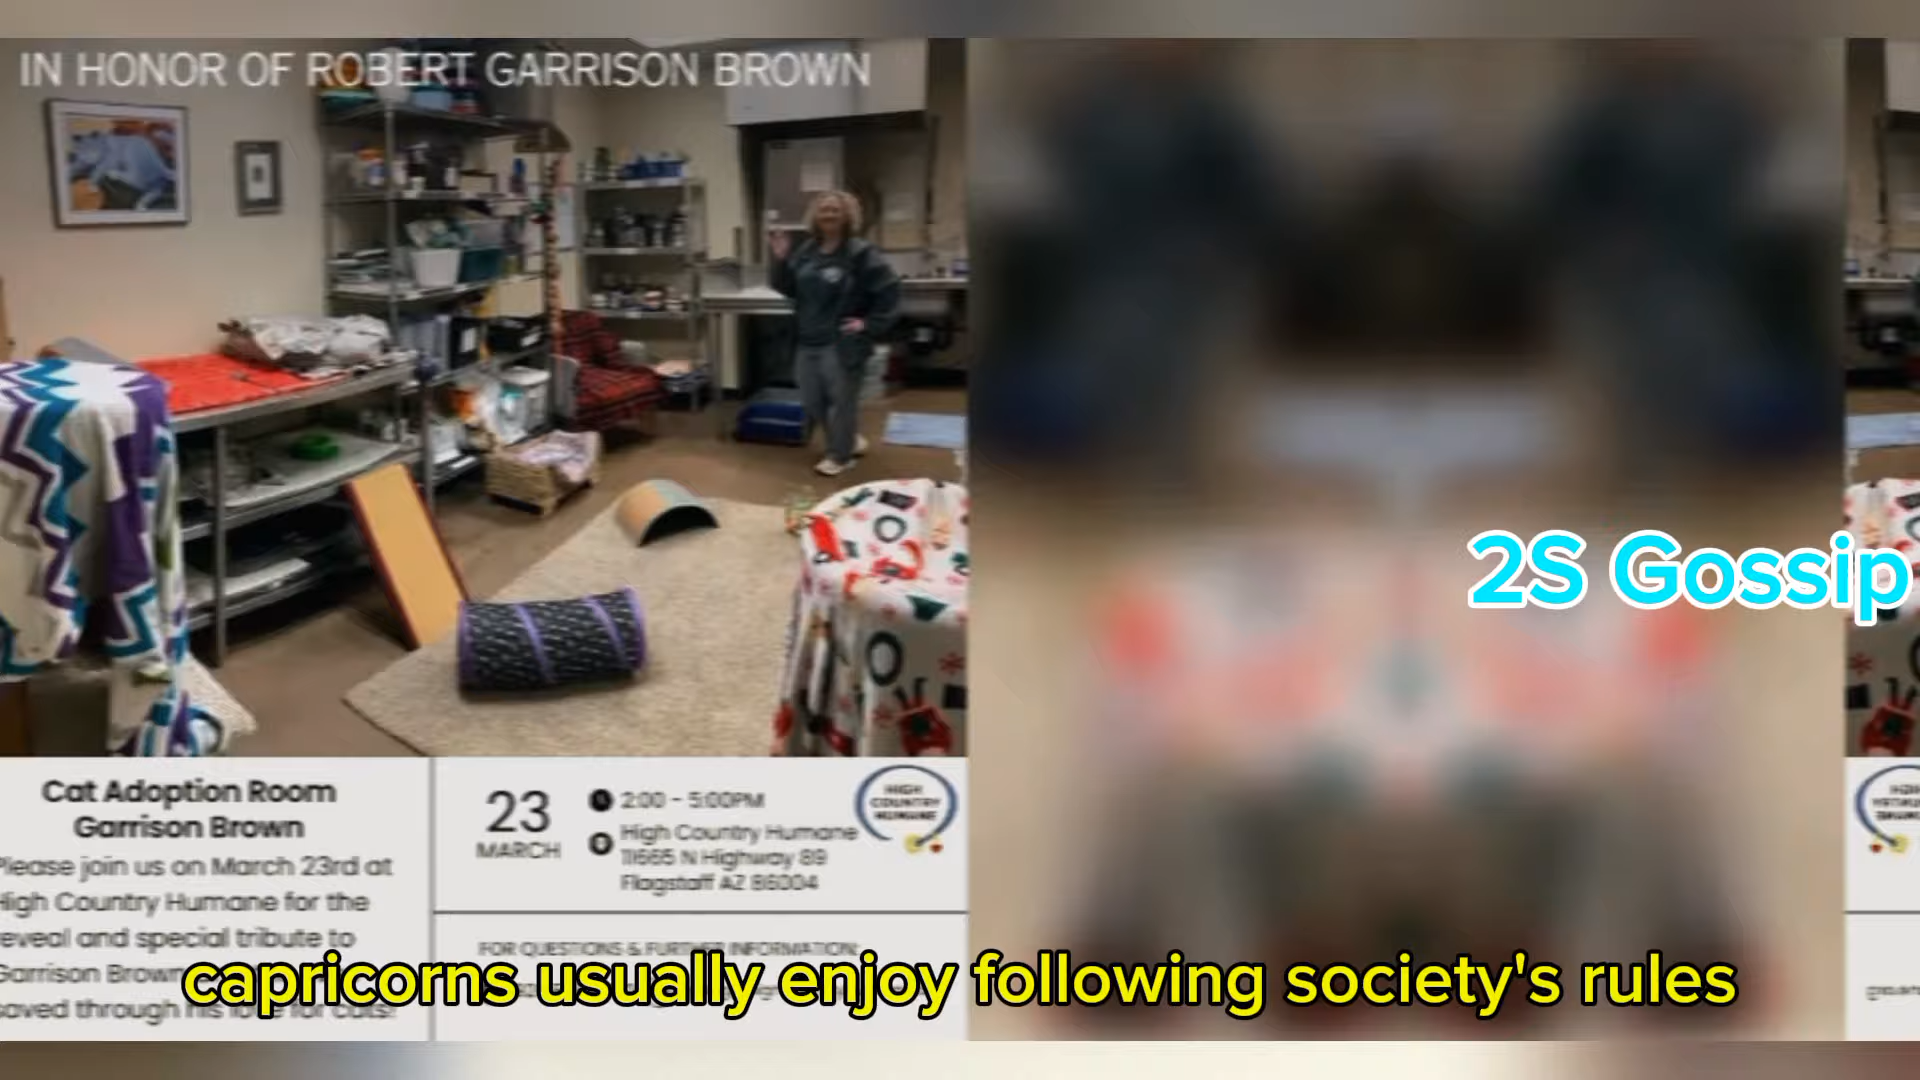 IN HONOR OF ROBERT GARRISON BROWN
2S Gossip
Cat Adoption Room
Garrison Brown
Please join us on March 23rd at
High Country Humane for the
reveal and special tribute to
Garrison Brown
saved through his love for cats!
23
MARCH
2:00 - 5:00PM
High Country Humane
11665 N Highway 89
Flagstaff AZ 86004
HIGH
COUNTRY
HUMANE
FOR QUESTIONS & FURTHER INFORMATION:
capricorns usually enjoy following society's rules